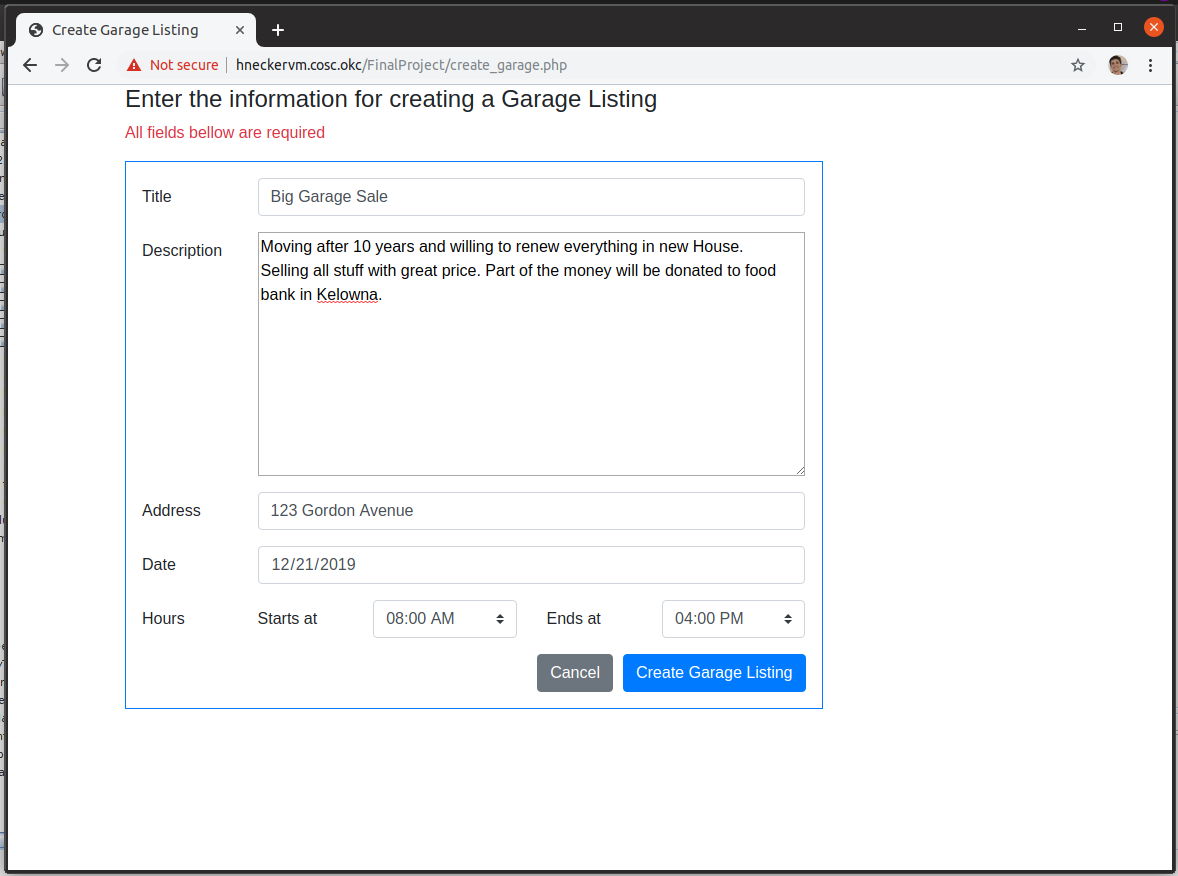 Create Garage Listing
Not secure
hneckervm.cosc.okc/FinalProject/create_garage.php
Enter the information for creating a Garage Listing
All fields bellow are required
Title
Big Garage Sale
Description
Moving after 10 years and willing to renew everything in new House.
Selling all stuff with great price. Part of the money will be donated to food
bank in Kelowna.
Address
123 Gordon Avenue
Date
12/21/2019
Hours Starts at 08:00 AM Ends at 04:00 PM
Cancel Create Garage Listing